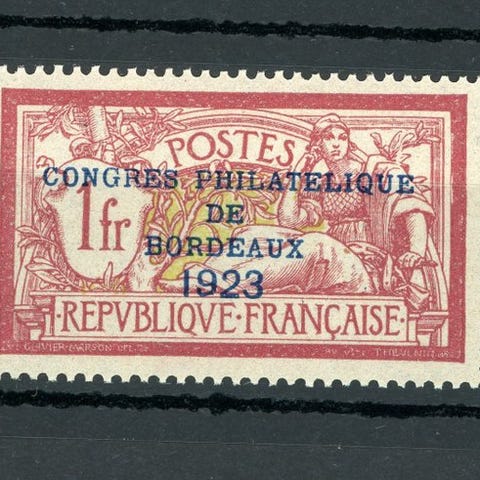 POSTES
CONGRES PHILATELIQUE
1fr
DE
BORDEAUX
1923
·REPVBLIQVE·FRANÇAISE·